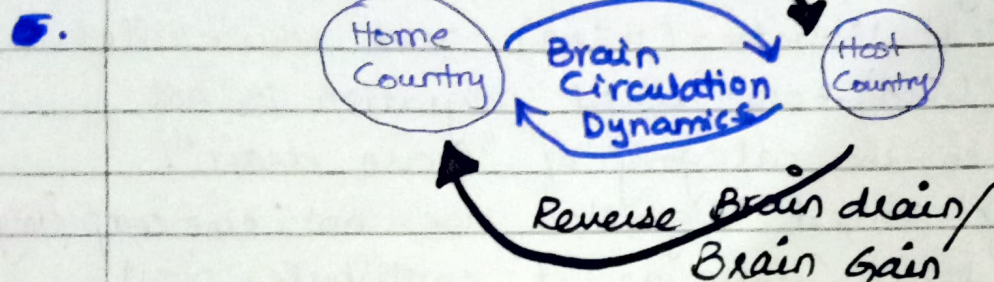 5.
Home
Country
Brain
Circulation
Dynamics
Host
Country
Reverse Brain drain/
Brain Gain